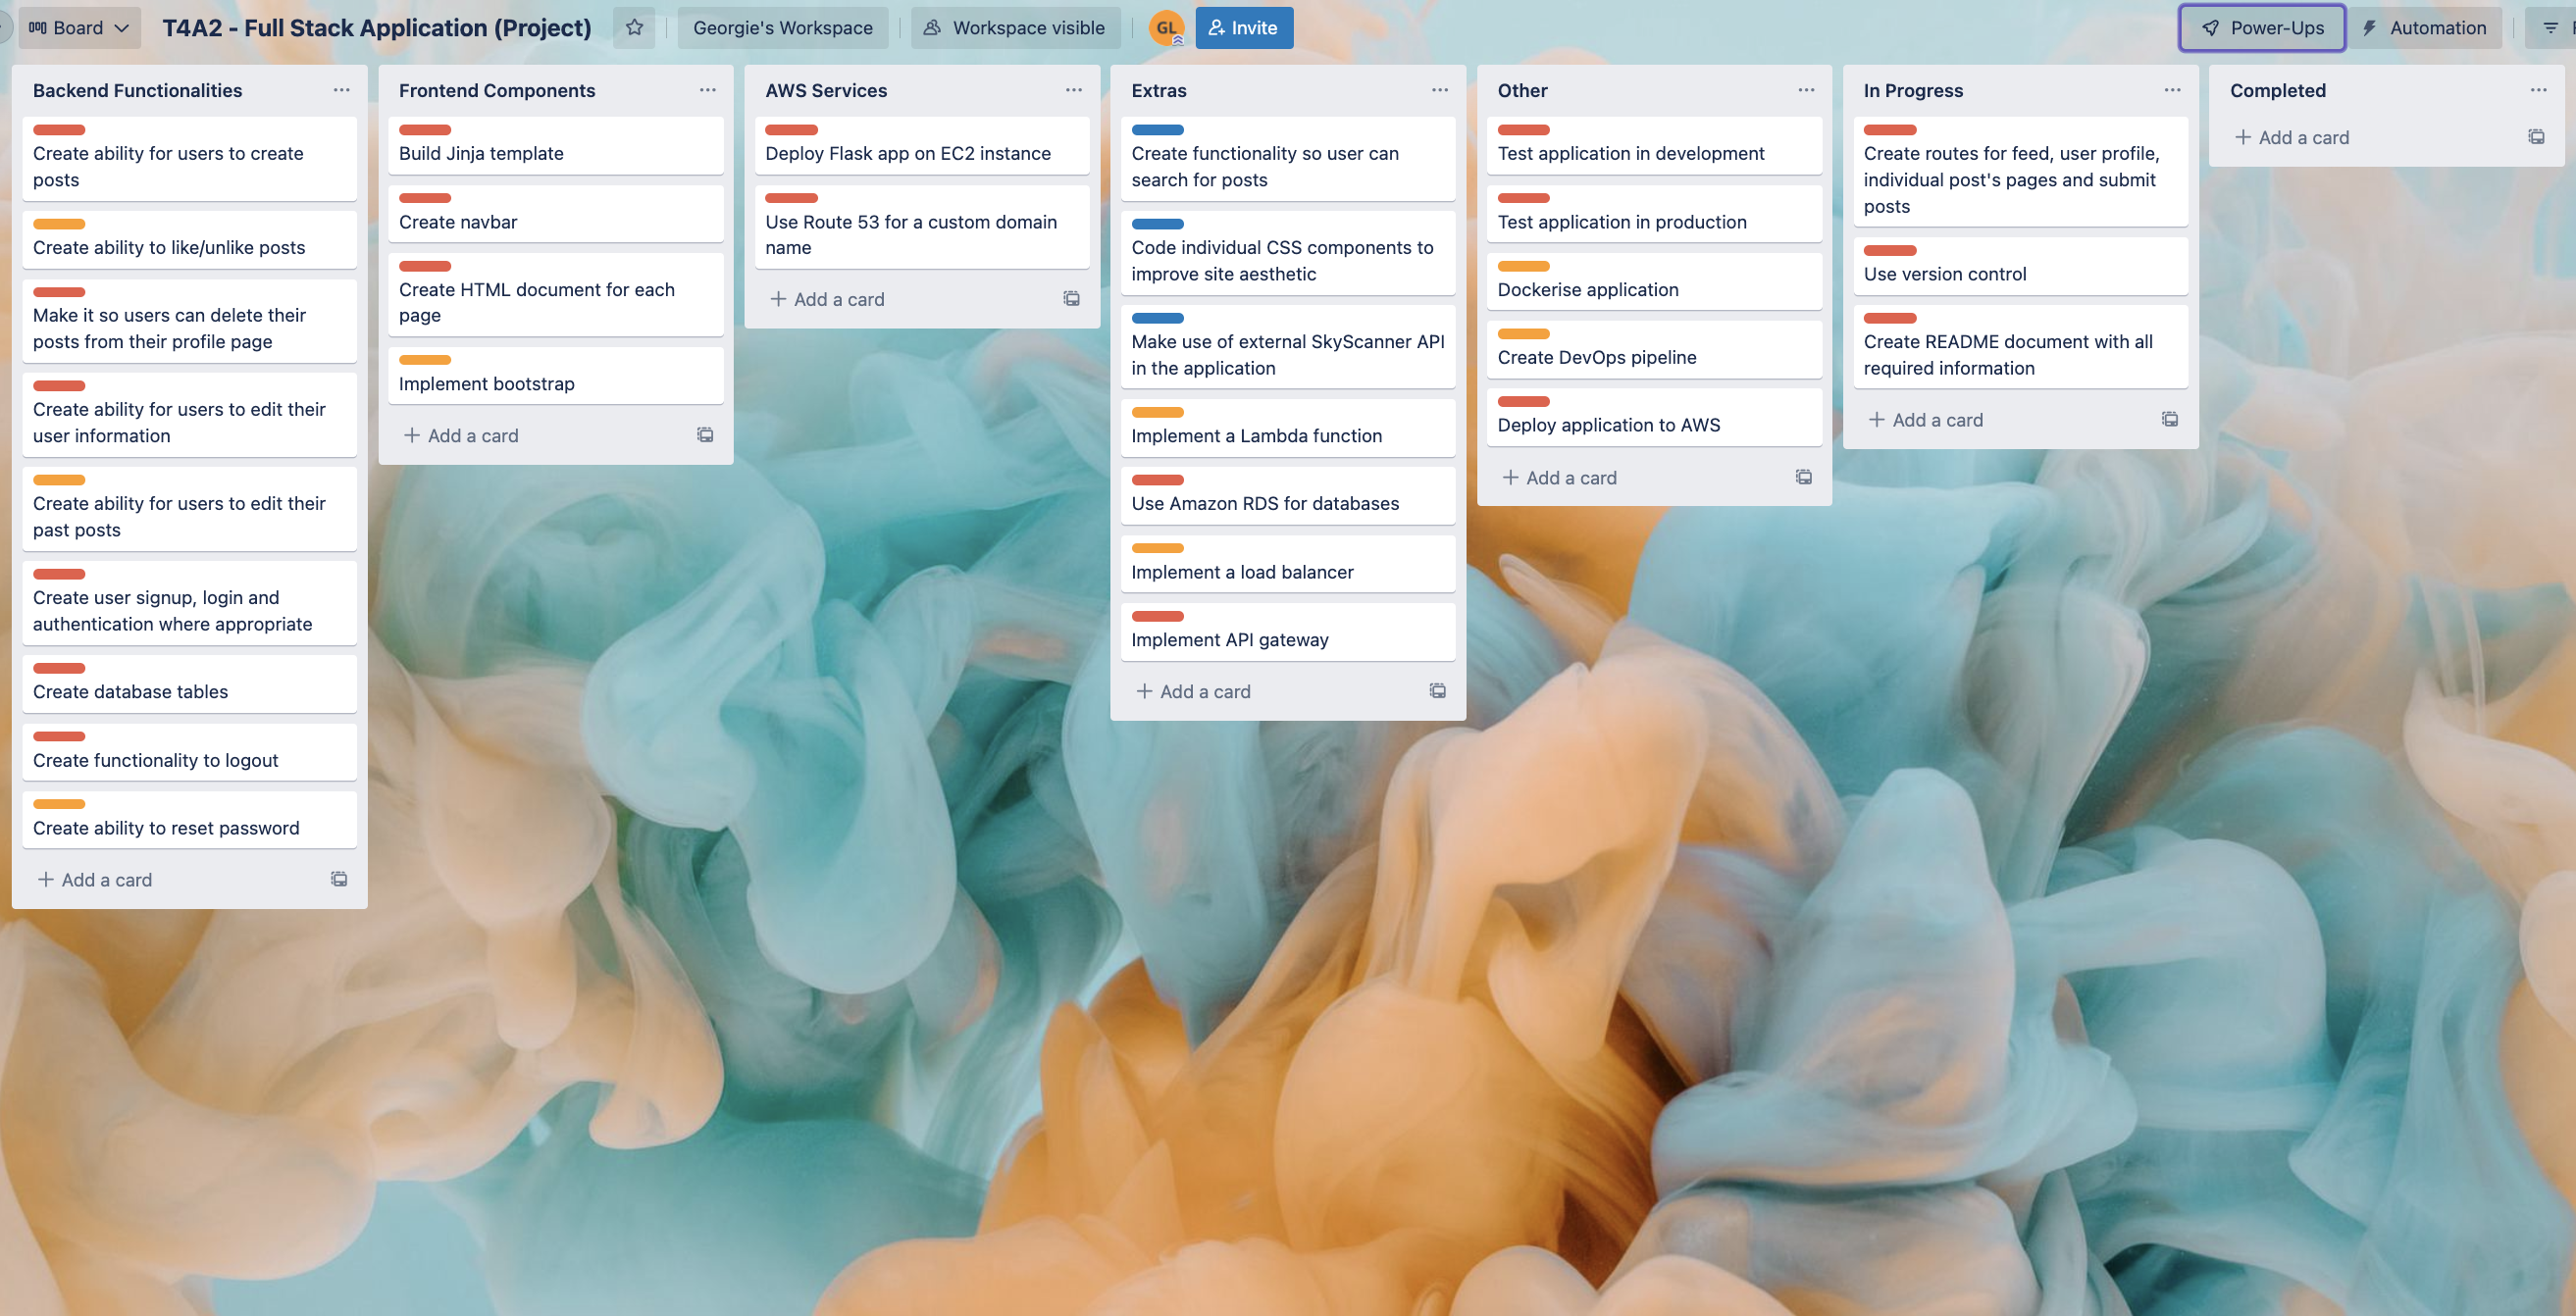 Board
T4A2 - Full Stack Application (Project)
Georgie's Workspace
Workspace visible
GL
Invite
Power-Ups
Automation
Backend Functionalities
Create ability for users to create
posts
Create ability to like/unlike posts
Make it so users can delete their
posts from their profile page
Create ability for users to edit their
user information
Create ability for users to edit their
past posts
Create user signup, login and
authentication where appropriate
Create database tables
Create functionality to logout
Create ability to reset password
Add a card
Frontend Components
Build Jinja template
Create navbar
Create HTML document for each
page
Implement bootstrap
Add a card
AWS Services
Deploy Flask app on EC2 instance
Use Route 53 for a custom domain
name
Add a card
Extras
Create functionality so user can
search for posts
Code individual CSS components to
improve site aesthetic
Make use of external SkyScanner API
in the application
Implement a Lambda function
Use Amazon RDS for databases
Implement a load balancer
Implement API gateway
Add a card
Other
Test application in development
Test application in production
Dockerise application
Create DevOps pipeline
Deploy application to AWS
Add a card
In Progress
Create routes for feed, user profile,
individual post's pages and submit
posts
Use version control
Create README document with all
required information
Add a card
Completed
Add a card